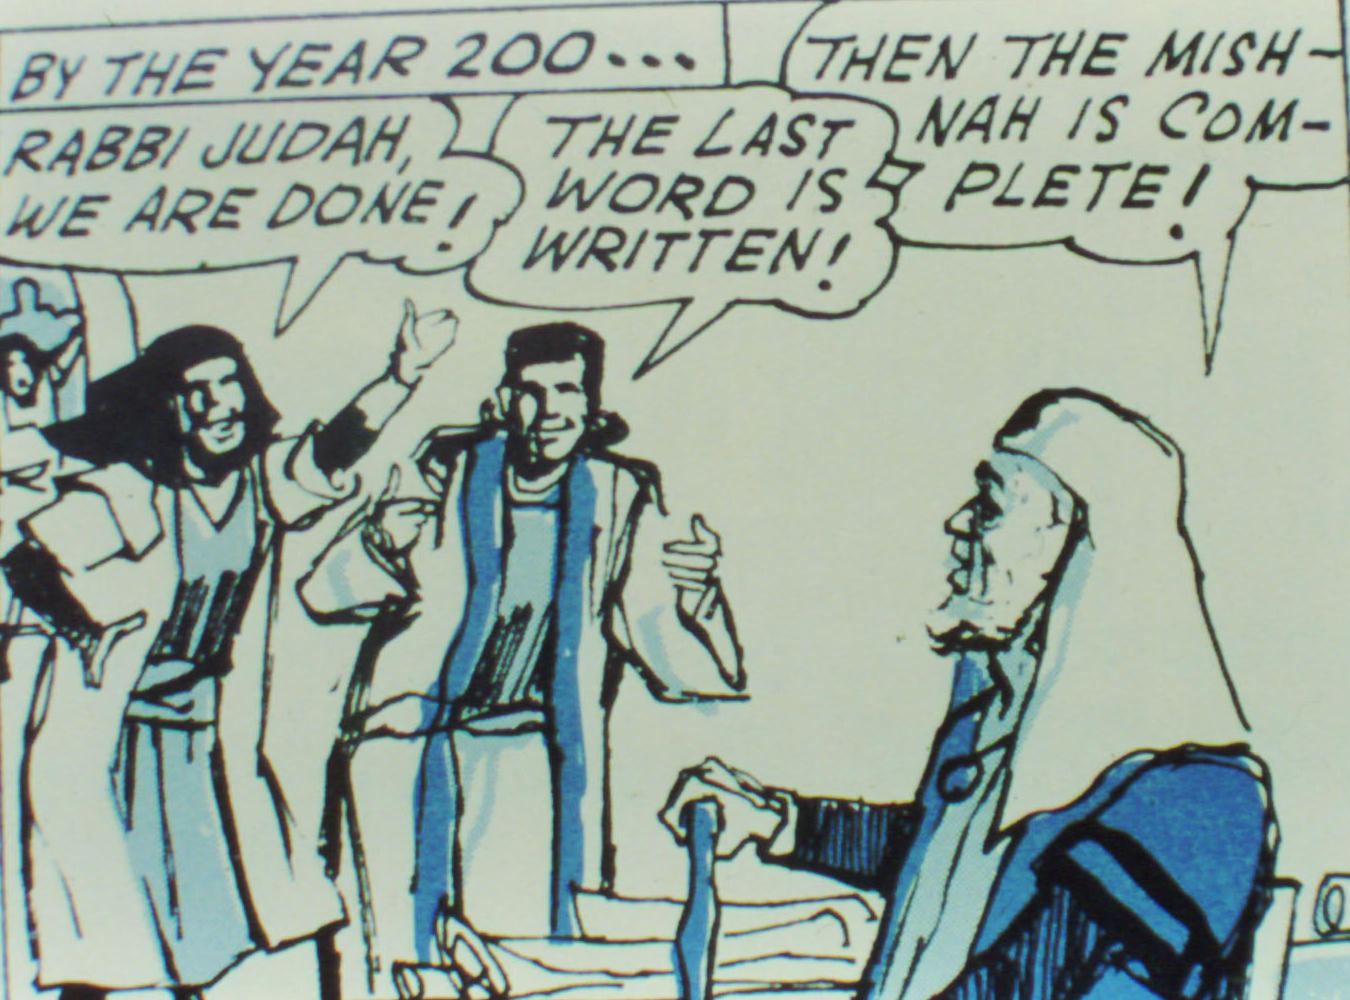 BY THE YEAR 200...
RABBI JUDAH,
WE ARE DONE!
THE LAST
WORD IS
WRITTEN!
THEN THE MISH-
NAH IS COM-
PLETE!